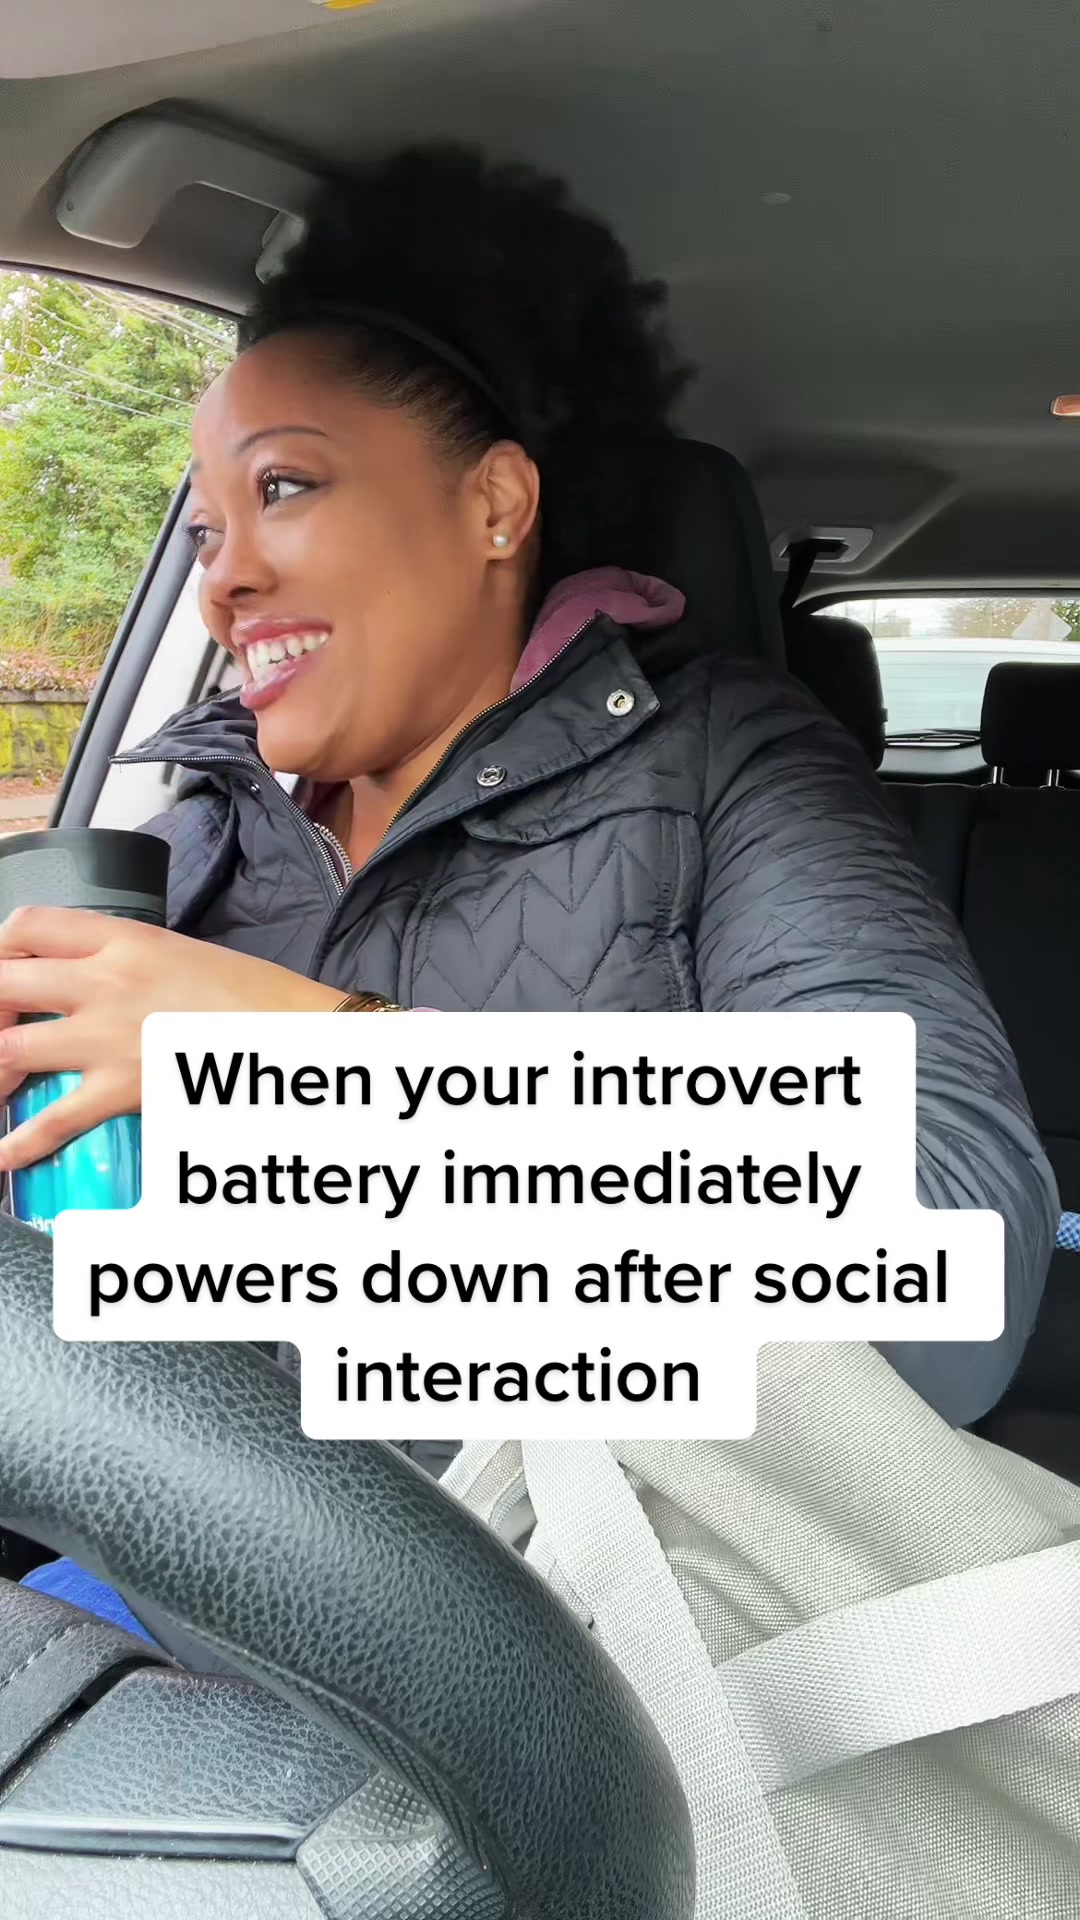 When your introvert
battery immediately
powers down after social
interaction